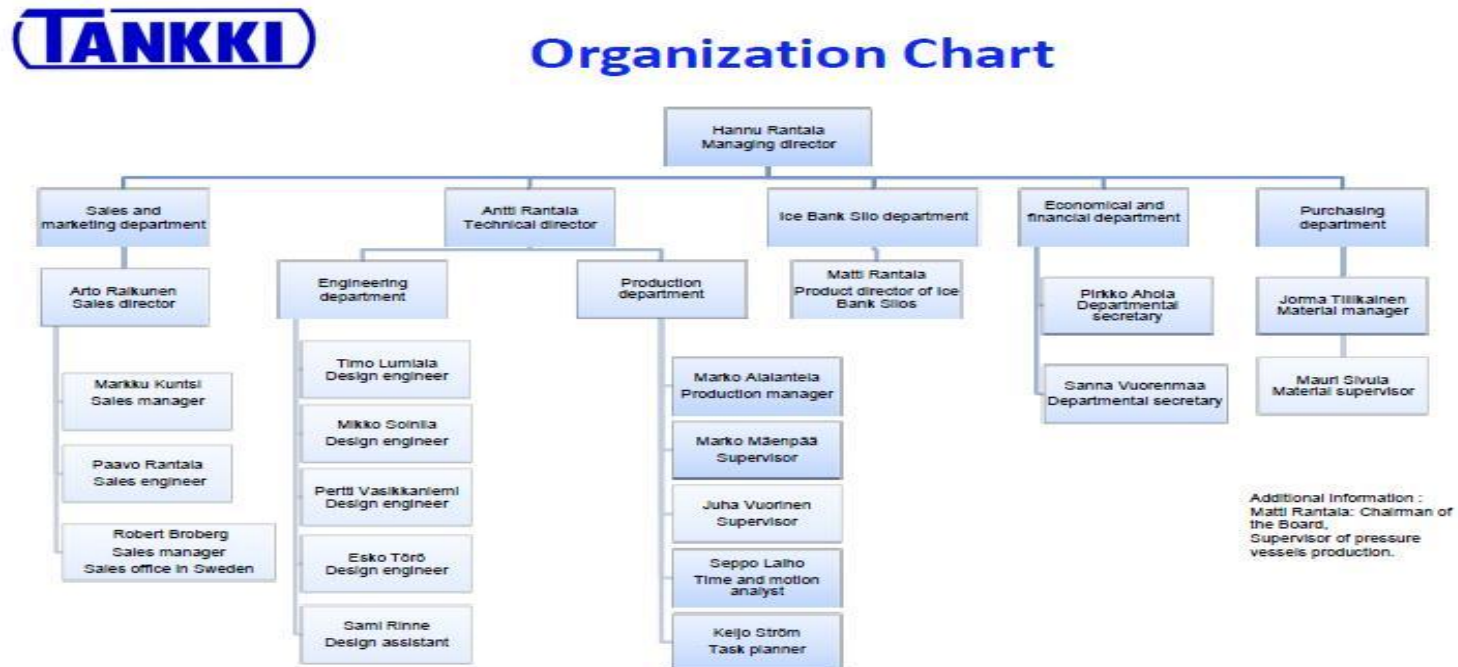 TANKKI
Organization Chart
Hannu Rantala
Managing director
Sales and
marketing department
Antti Rantala
Technical director
Ice Bank Silo department
Economical and
financial department
Purchasing
department
Arto Raikunen
Sales director
Engineering
department
Production
department
Matti Rantala
Product director of Ice
Bank Silos
Pirkko Ahola
Departmental
secretary
Jorma Tiilikainen
Material manager
Markku Kuntsi
Sales manager
Paavo Rantala
Sales engineer
Robert Broberg
Sales manager
Sales office in Sweden
Timo Lumiala
Design engineer
Mikko Soinila
Design engineer
Pertti Vasikkaniemi
Design engineer
Esko Törö
Design engineer
Sami Rinne
Design assistant
Marko Alalantela
Production manager
Marko Mäenpää
Supervisor
Juha Vuorinen
Supervisor
Seppo Laiho
Time and motion
analyst
Keijo Ström
Task planner
Sanna Vuorenmaa
Departmental secretary
Mauri Sivula
Material supervisor
Additional information :
Matti Rantala: Chairman of
the Board,
Supervisor of pressure
vessels production.